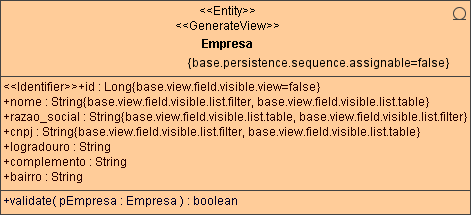 <<Entity>>
<<GenerateView>>
Empresa
{base.persistence.sequence.assignable=false}
<<Identifier>>+id : Long{base.view.field.visible.view=false}
+nome : String{base.view.field.visible.list.filter, base.view.field.visible.list.table}
+razao_social : String{base.view.field.visible.list.table, base.view.field.visible.list.filter}
+cnpj : String{base.view.field.visible.list.filter, base.view.field.visible.list.table}
+logradouro : String
+complemento : String
+bairro : String
+validate( pEmpresa : Empresa ) : boolean